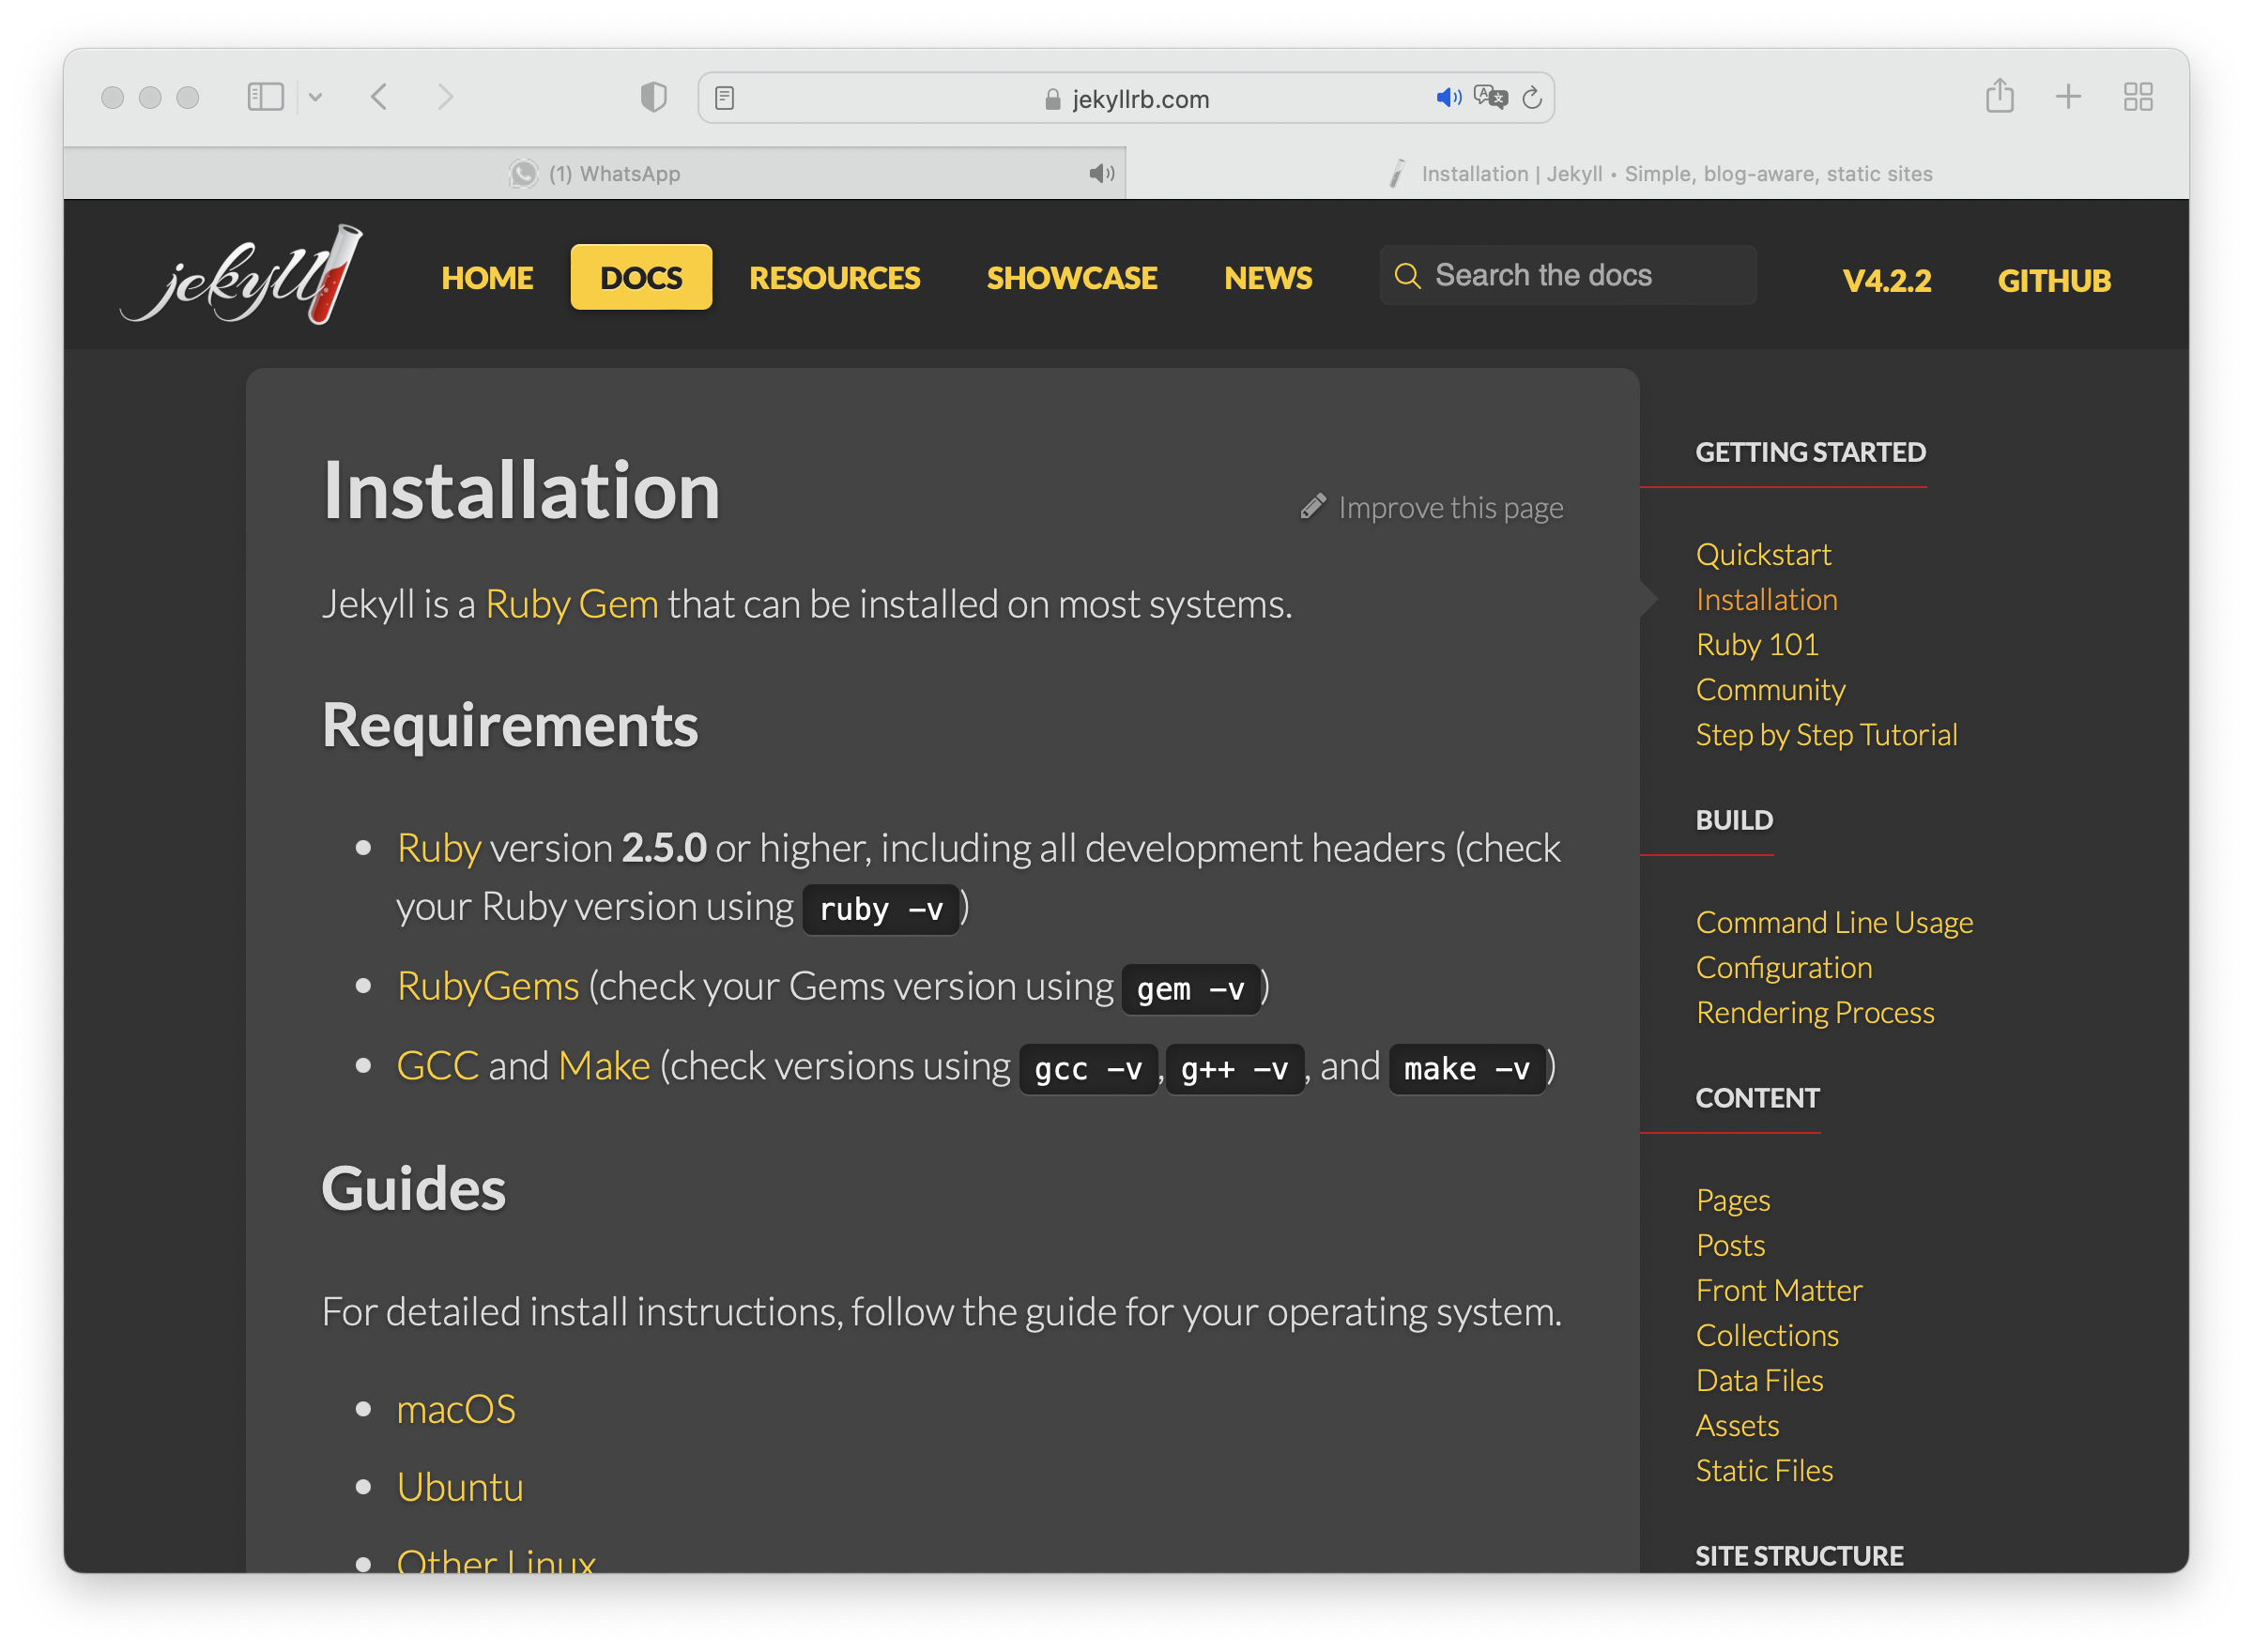 jekyllrb.com
(1) WhatsApp
Installation | Jekyll • Simple, blog-aware, static sites
jekyll
HOME
DOCS
RESOURCES
SHOWCASE
NEWS
Search the docs
V4.2.2
GITHUB
Installation
Improve this page
Jekyll is a Ruby Gem that can be installed on most systems.
Requirements
• Ruby version 2.5.0 or higher, including all development headers (check
your Ruby version using ruby -v)
• RubyGems (check your Gems version using gem -v)
• GCC and Make (check versions using gcc -v, g++ -v, and make -v)
Guides
For detailed install instructions, follow the guide for your operating system.
• macOS
• Ubuntu
• Other Linux
GETTING STARTED
Quickstart
Installation
Ruby 101
Community
Step by Step Tutorial
BUILD
Command Line Usage
Configuration
Rendering Process
CONTENT
Pages
Posts
Front Matter
Collections
Data Files
Assets
Static Files
SITE STRUCTURE